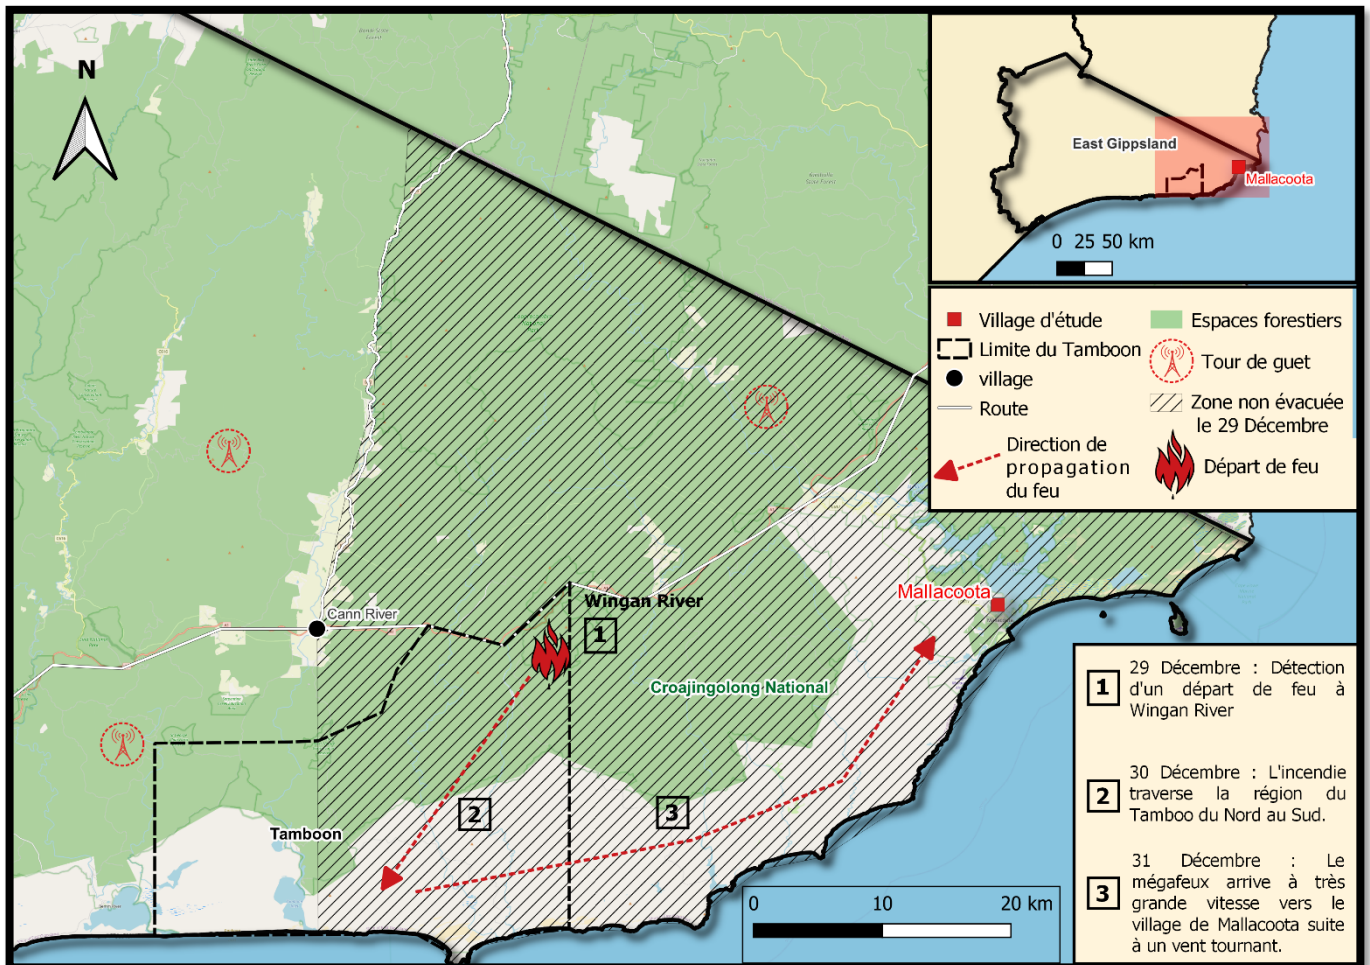 N
East Gippsland
Mallacoota
0 25 50 km
Village d'étude
Limite du Tamboon
village
Route
Direction de
propagation
du feu
Espaces forestiers
Tour de guet
Zone non évacuée
le 29 Décembre
Départ de feu
Cann River
Wingan River
1
Mallacoota
Croajingolong National
2
3
Tamboon
0 10 20 km
1
29 Décembre : Détection
d'un départ de feu à
Wingan River
2
30 Décembre : L'incendie
traverse la région du
Tamboo du Nord au Sud.
3
31 Décembre : Le
mégafeux arrive à très
grande vitesse vers le
village de Mallacoota suite
à un vent tournant.